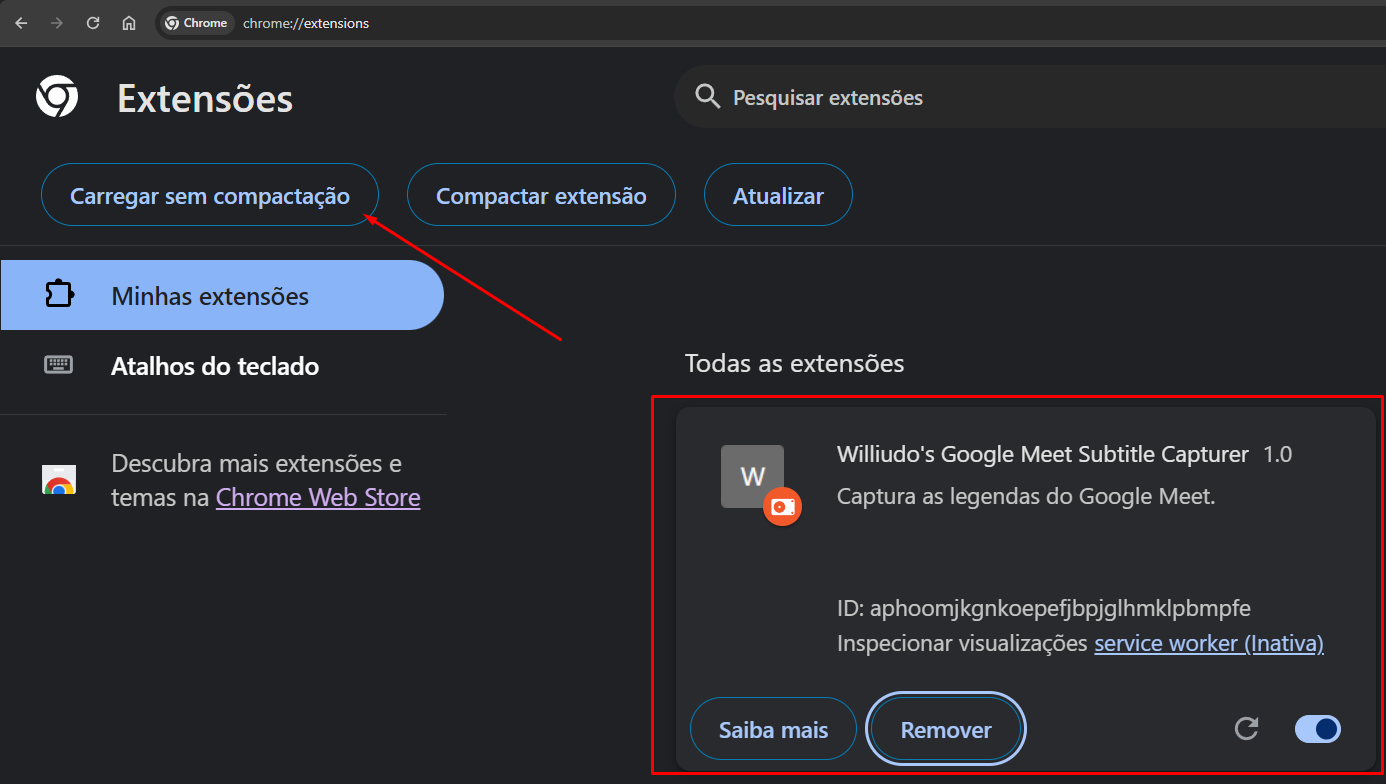 Chrome chrome://extensions
Extensões
Pesquisar extensões
Carregar sem compactação
Compactar extensão
Atualizar
Minhas extensões
Atalhos do teclado
Descubra mais extensões e
temas na Chrome Web Store
Todas as extensões
W
Williudo's Google Meet Subtitle Capturer 1.0
Captura as legendas do Google Meet.
ID: aphoomjkgnkoepefjbpjglhmklpbmpfe
Inspecionar visualizações service worker (Inativa)
Saiba mais
Remover